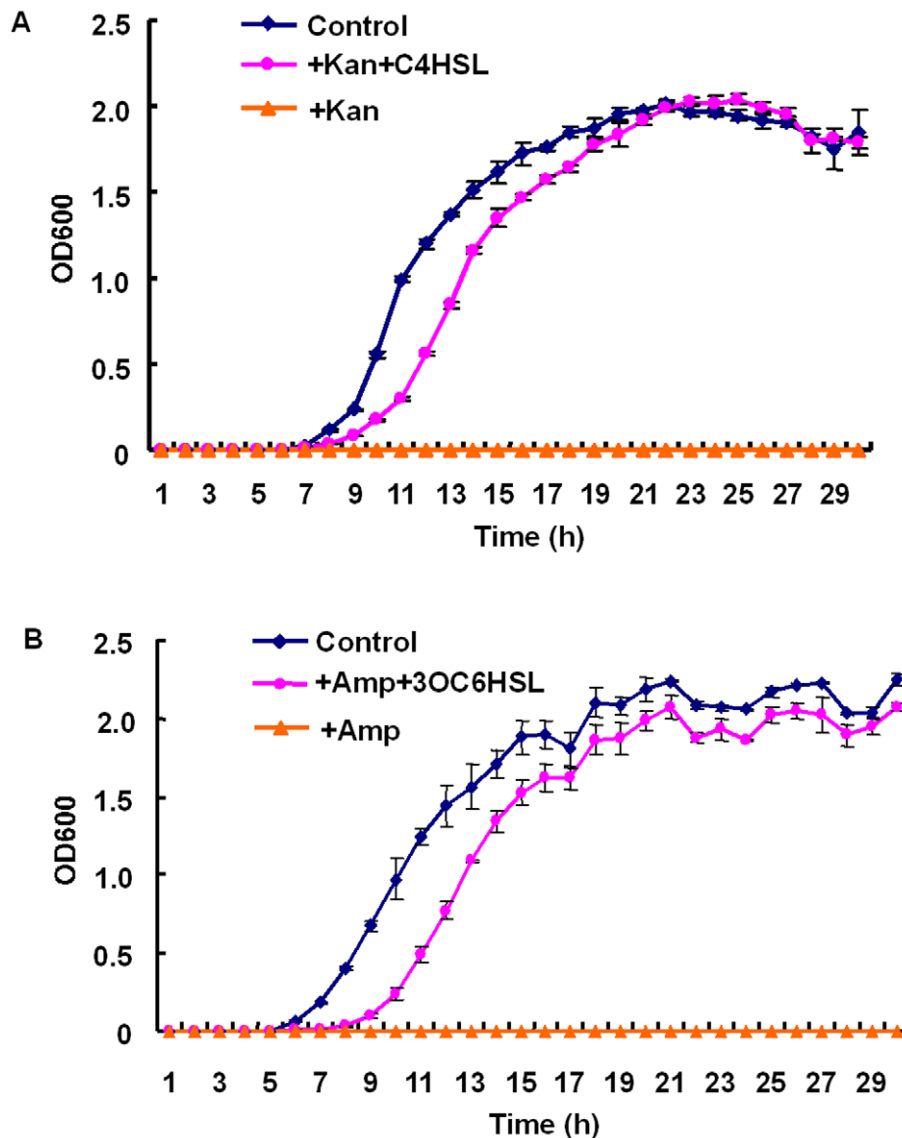 A
Control
+Kan+C4HSL
+Kan
2.5
2.0
1.5
1.0
0.5
0
OD600
1 3 5 7 9 11 13 15 17 19 21 23 25 27 29
Time (h)
B
Control
+Amp+3OC6HSL
+Amp
2.5
2.0
1.5
1.0
0.5
0
OD600
1 3 5 7 9 11 13 15 17 19 21 23 25 27 29
Time (h)